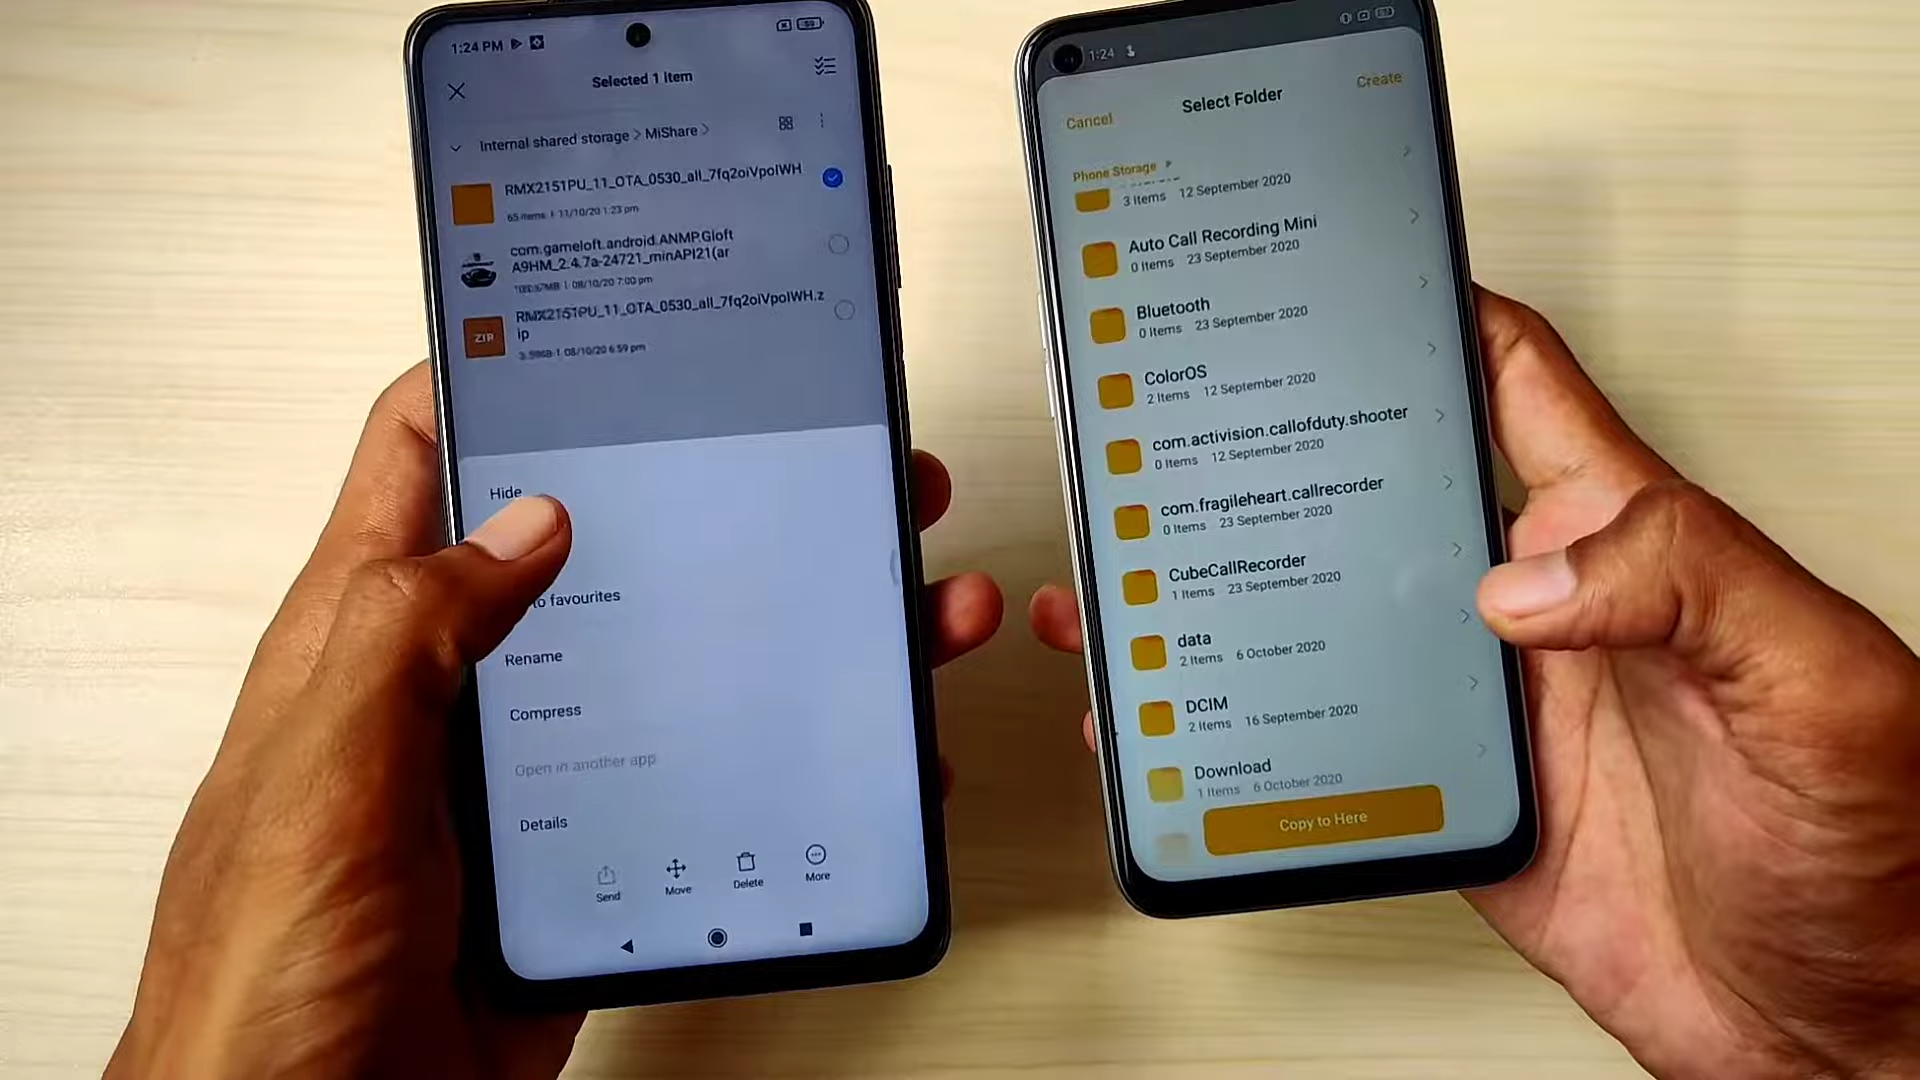 1:24 PM
Selected 1 item
Internal shared storage > MiShare >
RMX2151PU_11_OTA_0530_all_7fq2oiVpoIWH
65 items | 11/10/20 1:23 pm
com.gameloft.android.ANMP.Gloft
A9HM_2.4.7a-24721_minAPI21(ar
08/10/20 7:00 pm
ZIP
RMX2151PU_11_OTA_0530_all_7fq2oiVpoIWH.z
ip
08/10/20 6:59 pm
Hide
to favourites
Rename
Compress
Open in another app
Details
Send
Move
Delete
More
1:24
Cancel
Select Folder
Create
Phone Storage
3 Items 12 September 2020
Auto Call Recording Mini
0 Items 23 September 2020
Bluetooth
0 Items 23 September 2020
ColorOS
2 Items 12 September 2020
com.activision.callofduty.shooter
0 Items 12 September 2020
com.fragileheart.callrecorder
0 Items 23 September 2020
CubeCallRecorder
1 Items 23 September 2020
data
2 Items 6 October 2020
DCIM
2 Items 16 September 2020
Download
1 Items 6 October 2020
Copy to Here